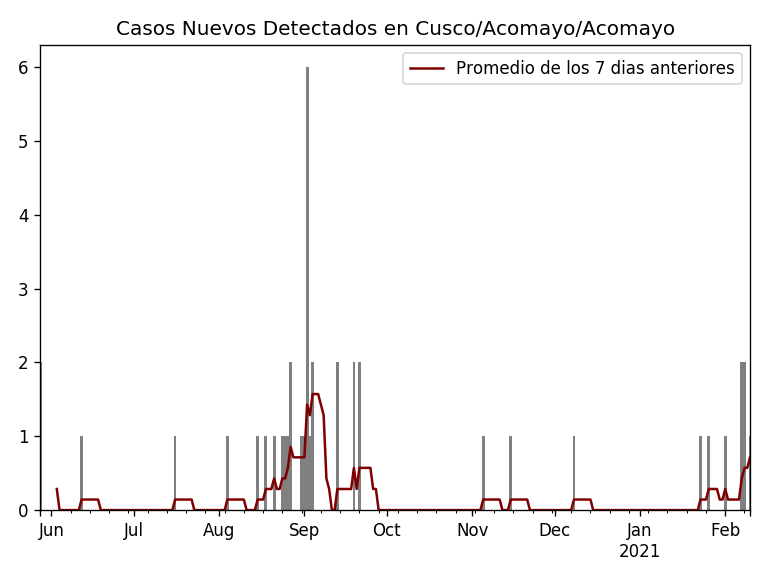 Casos Nuevos Detectados en Cusco/Acomayo/Acomayo
Promedio de los 7 dias anteriores
6
5
4
3
2
1
0
Jun Jul Aug Sep Oct Nov Dec Jan Feb
2021